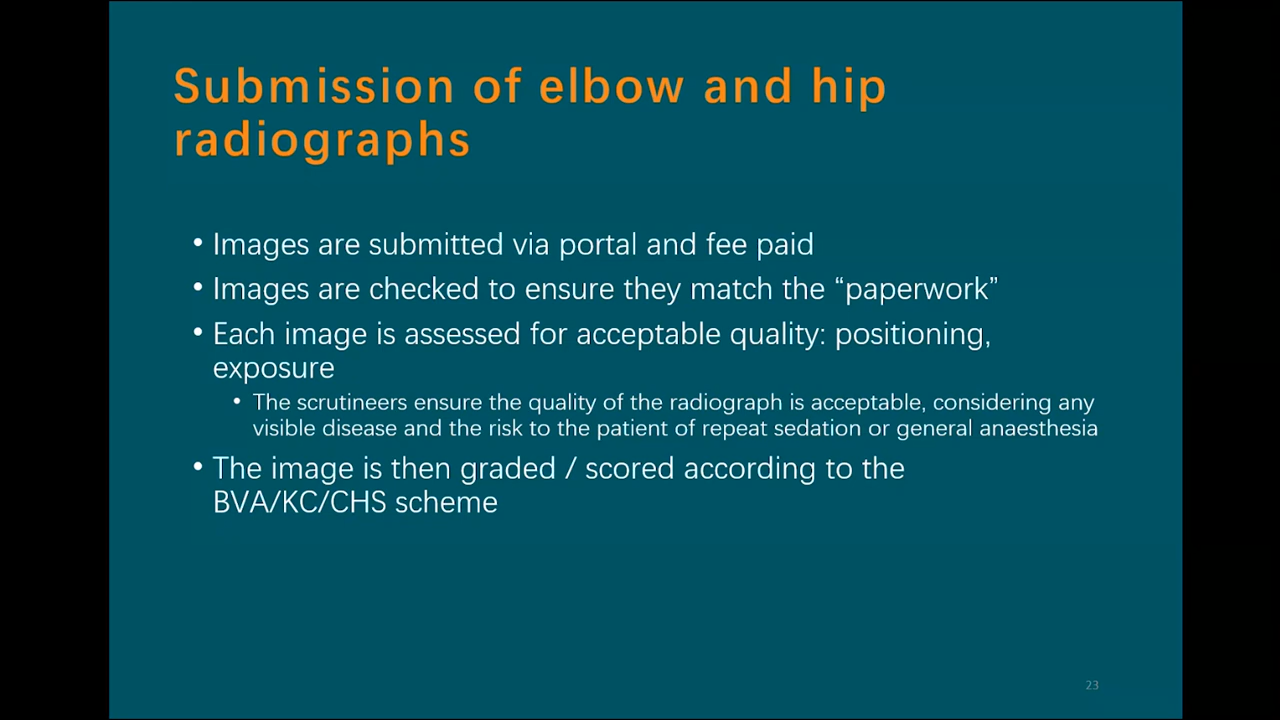 Submission of elbow and hip
radiographs
• Images are submitted via portal and fee paid
• Images are checked to ensure they match the “paperwork”
• Each image is assessed for acceptable quality: positioning,
exposure
• The scrutineers ensure the quality of the radiograph is acceptable, considering any
visible disease and the risk to the patient of repeat sedation or general anaesthesia
• The image is then graded / scored according to the
BVA/KC/CHS scheme
23